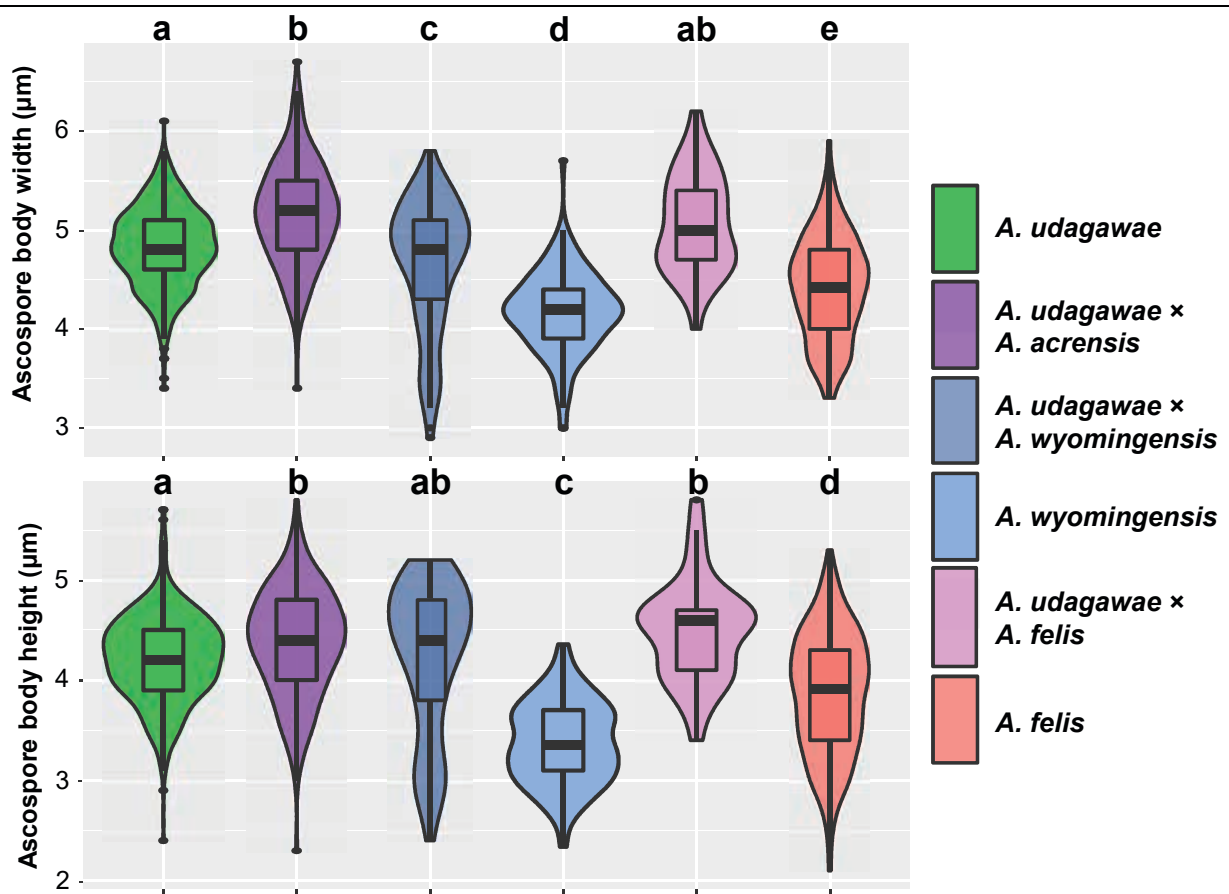 a b c d ab e
Ascospore body width (µm)
6
5
4
3
a b ab c b d
Ascospore body height (µm)
5
4
3
2
A. udagawae
A. udagawae ×
A. acrensis
A. udagawae ×
A. wyomingensis
A. wyomingensis
A. udagawae ×
A. felis
A. felis